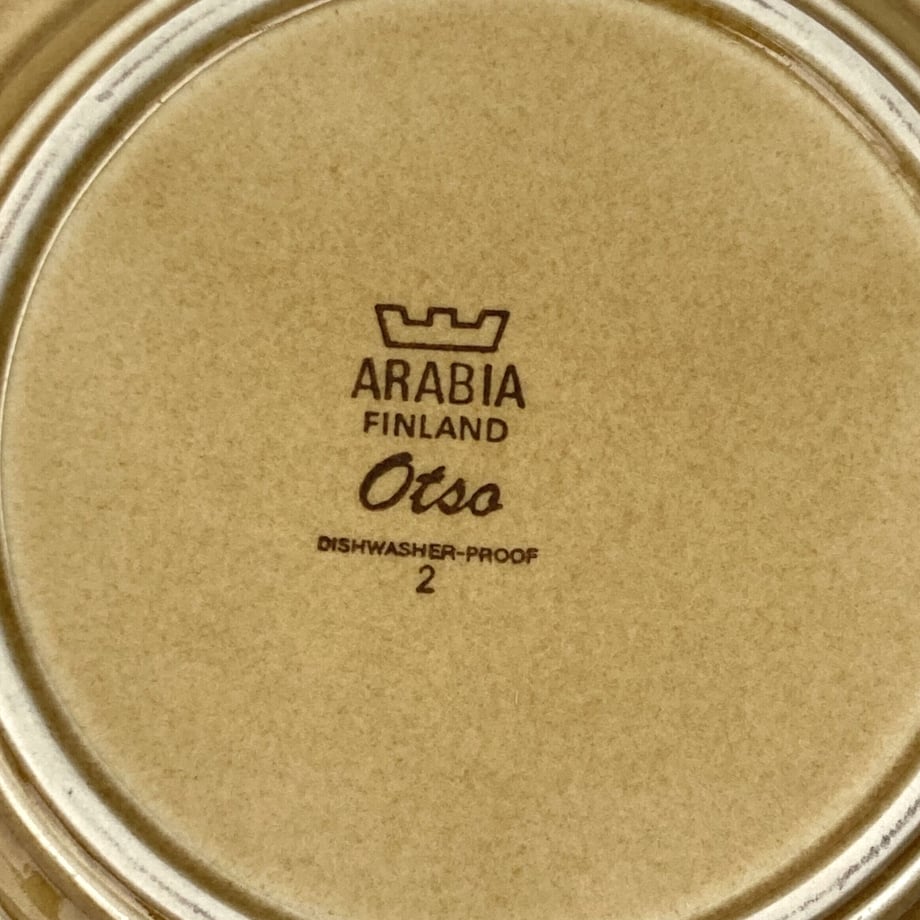 ARABIA
FINLAND
Otso
DISHWASHER-PROOF
2